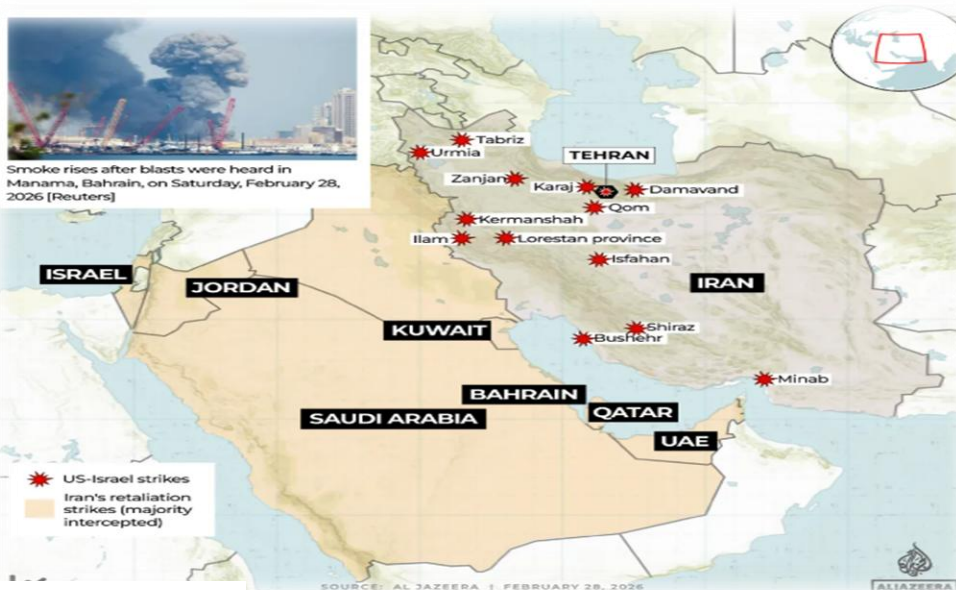 Smoke rises after blasts were heard in
Manama, Bahrain, on Saturday, February 28,
2026 [Reuters]
Tabriz
Urmia
TEHRAN
Zanjan
Karaj
Damavand
Qom
Kermanshah
Ilam
Lorestan province
Isfahan
ISRAEL
JORDAN
IRAN
KUWAIT
Shiraz
Bushehr
Minab
BAHRAIN
QATAR
SAUDI ARABIA
UAE
US-Israel strikes
Iran's retaliation
strikes (majority
intercepted)
SOURCE: AL JAZEERA | FEBRUARY 28, 2026
ALJAZEERA